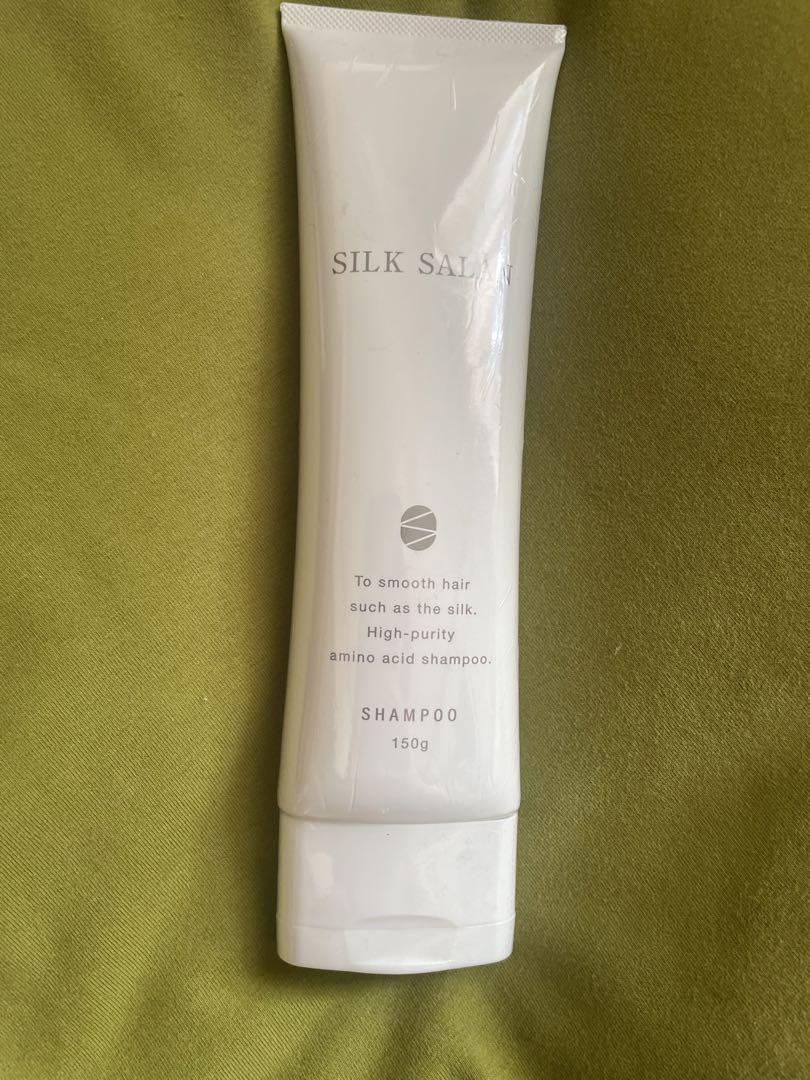 SILK SALAN
To smooth hair
such as the silk.
High-purity
amino acid shampoo.
SHAMPOO
150g